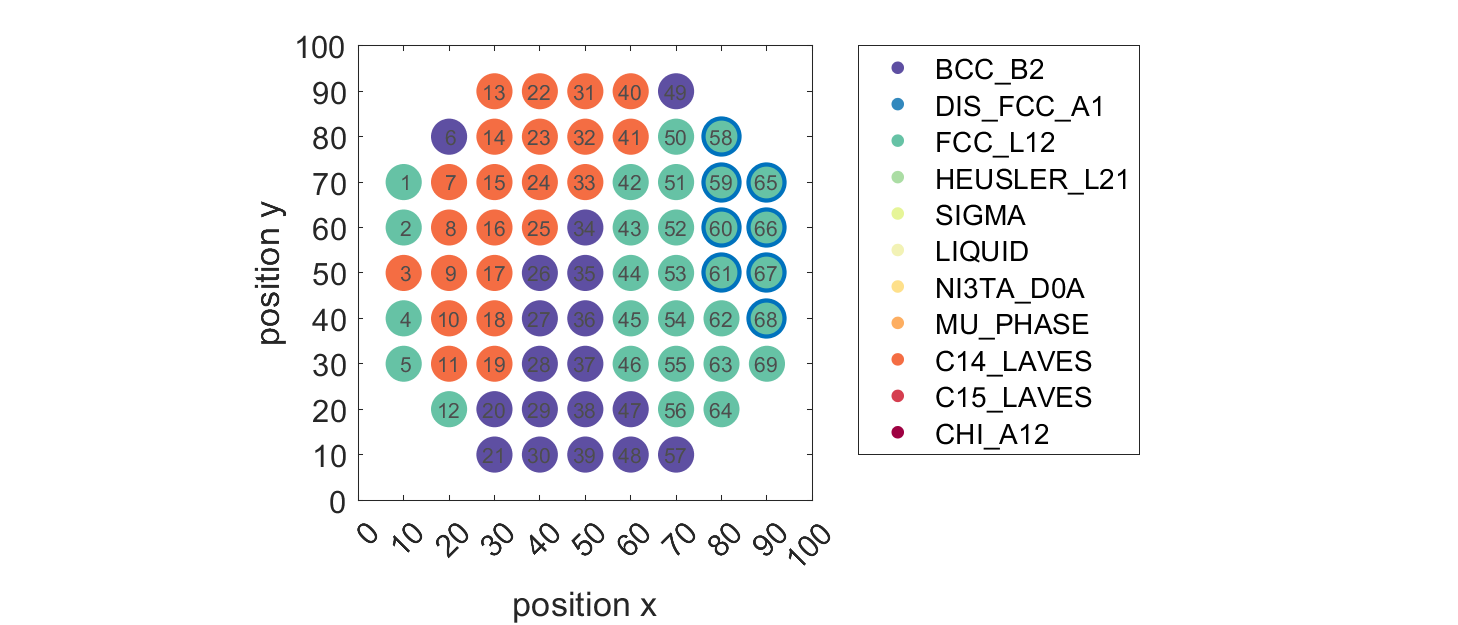 100
90
80
70
60
50
40
30
20
10
0
position y
13 22 31 40 49
6 14 23 32 41 50 58
1 7 15 24 33 42 51 59 65
2 8 16 25 34 43 52 60 66
3 9 17 26 35 44 53 61 67
4 10 18 27 36 45 54 62 68
5 11 19 28 37 46 55 63 69
12 20 29 38 47 56 64
21 30 39 48 57
0 10 20 30 40 50 60 70 80 90 100
position x
BCC_B2
DIS_FCC_A1
FCC_L12
HEUSLER_L21
SIGMA
LIQUID
NI3TA_D0A
MU_PHASE
C14_LAVES
C15_LAVES
CHI_A12